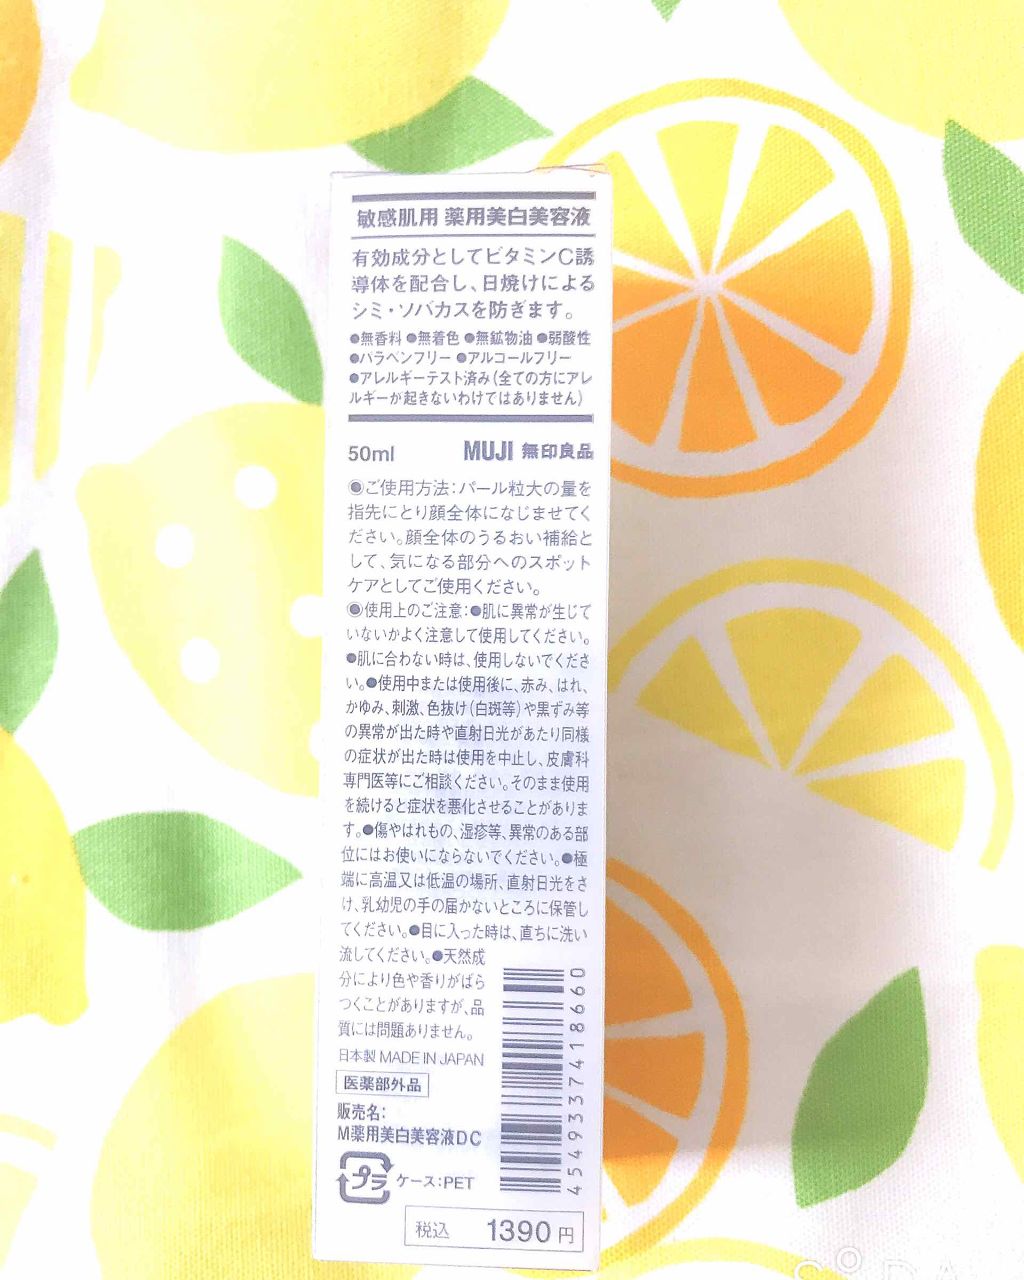 敏感肌用 薬用美白美容液
有効成分としてビタミンC誘
導体を配合し、日焼けによる
シミ・ソバカスを防ぎます。
●無香料 ●無着色 ●無鉱物油 ●弱酸性
●パラベンフリー ●アルコールフリー
●アレルギーテスト済み(全ての方にアレ
ルギーが起きないわけではありません)
50ml MUJI 無印良品
◉ご使用方法:パール粒大の量を
指先にとり顔全体になじませてく
ださい。顔全体のうるおい補給と
して、気になる部分へのスポット
ケアとしてご使用ください。
◉使用上のご注意:●肌に異常が生じて
いないかよく注意して使用してください。
●肌に合わない時は、使用しないでくださ
い。●使用中または使用後に、赤み、はれ、
かゆみ、刺激、色抜け(白斑等)や黒ずみ等
の異常が出た時や直射日光があたり同様
の症状が出た時は使用を中止し、皮膚科
専門医等にご相談ください。そのまま使用
を続けると症状を悪化させることがありま
す。●傷やはれもの、湿疹等、異常のある部
位にはお使いにならないでください。●極
端に高温又は低温の場所、直射日光をさ
け、乳幼児の手の届かないところに保管し
てください。●目に入った時は、直ちに洗い
流してください。●天然成
分により色や香りがばら
つくことがありますが、品
質には問題ありません。
日本製 MADE IN JAPAN
医薬部外品
販売名:
M薬用美白美容液DC
プラ ケース:PET
4549337418660
税込 1390円